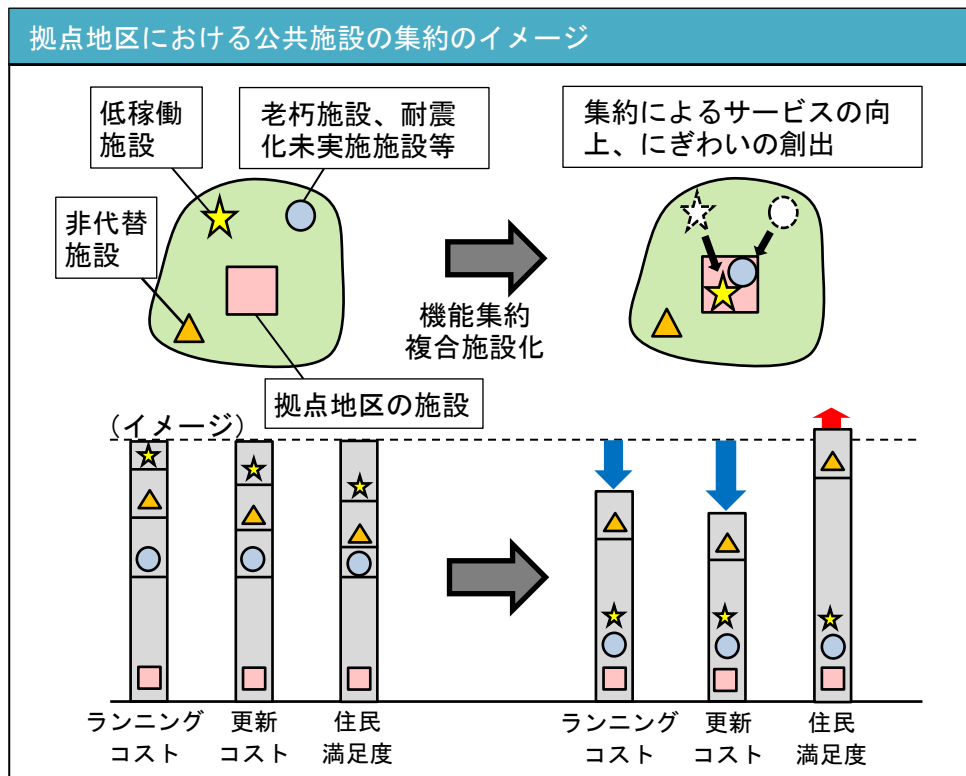 拠点地区における公共施設の集約のイメージ
低稼働
施設
老朽施設、耐震
化未実施施設等
集約によるサービスの向
上、にぎわいの創出
非代替
施設
機能集約
複合施設化
拠点地区の施設
(イメージ)
ランニング
コスト
更新
コスト
住民
満足度
ランニング
コスト
更新
コスト
住民
満足度